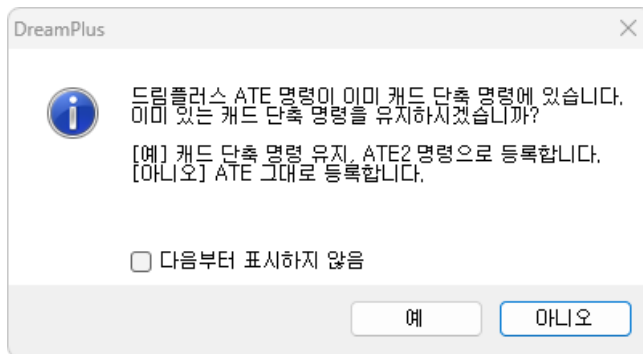 DreamPlus
드림플러스 ATE 명령이 이미 캐드 단축 명령에 있습니다.
이미 있는 캐드 단축 명령을 유지하시겠습니까?
[예] 캐드 단축 명령 유지, ATE2 명령으로 등록합니다.
[아니오] ATE 그대로 등록합니다.
다음부터 표시하지 않음
예
아니오